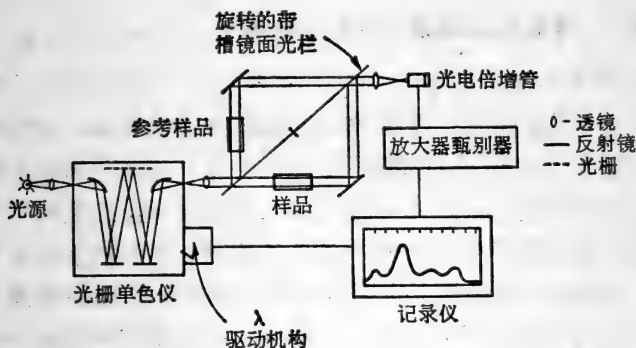 旋转的带
槽镜面光栏
光电倍增管
参考样品
放大器甄别器
透镜
反射镜
光栅
光源
样品
光栅单色仪
λ
驱动机构
记录仪